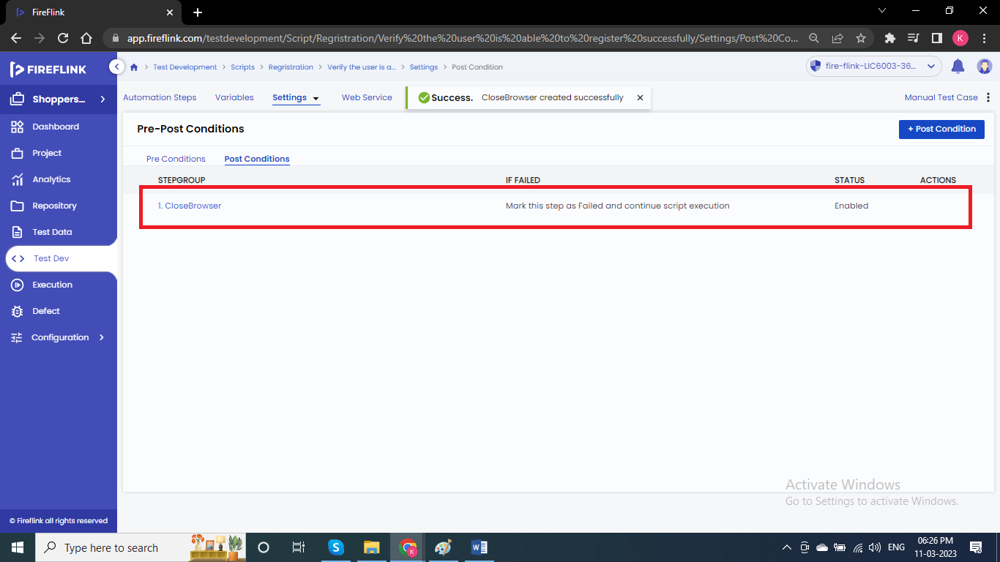 FireFlink
app.fireflink.com/testdevelopment/Script/Regristration/Verify%20the%20user%20is%20able%20to%20register%20successfully/Settings/Post%20Co...
K
FIREFLINK
Test Development > Scripts > Regristration > Verify the user is a... > Settings > Post Condition
fire-flink-LIC6003-36...
Shoppers...
Automation Steps Variables Settings Web Service
Success. CloseBrowser created successfully
Manual Test Case
Pre-Post Conditions
+ Post Condition
Pre Conditions Post Conditions
STEPGROUP IF FAILED STATUS ACTIONS
1. CloseBrowser Mark this step as Failed and continue script execution Enabled
Dashboard
Project
Analytics
Repository
Test Data
Test Dev
Execution
Defect
Configuration
Activate Windows
Go to Settings to activate Windows.
© Fireflink all rights reserved
Type here to search
S
K
W
ENG
06:26 PM
11-03-2023